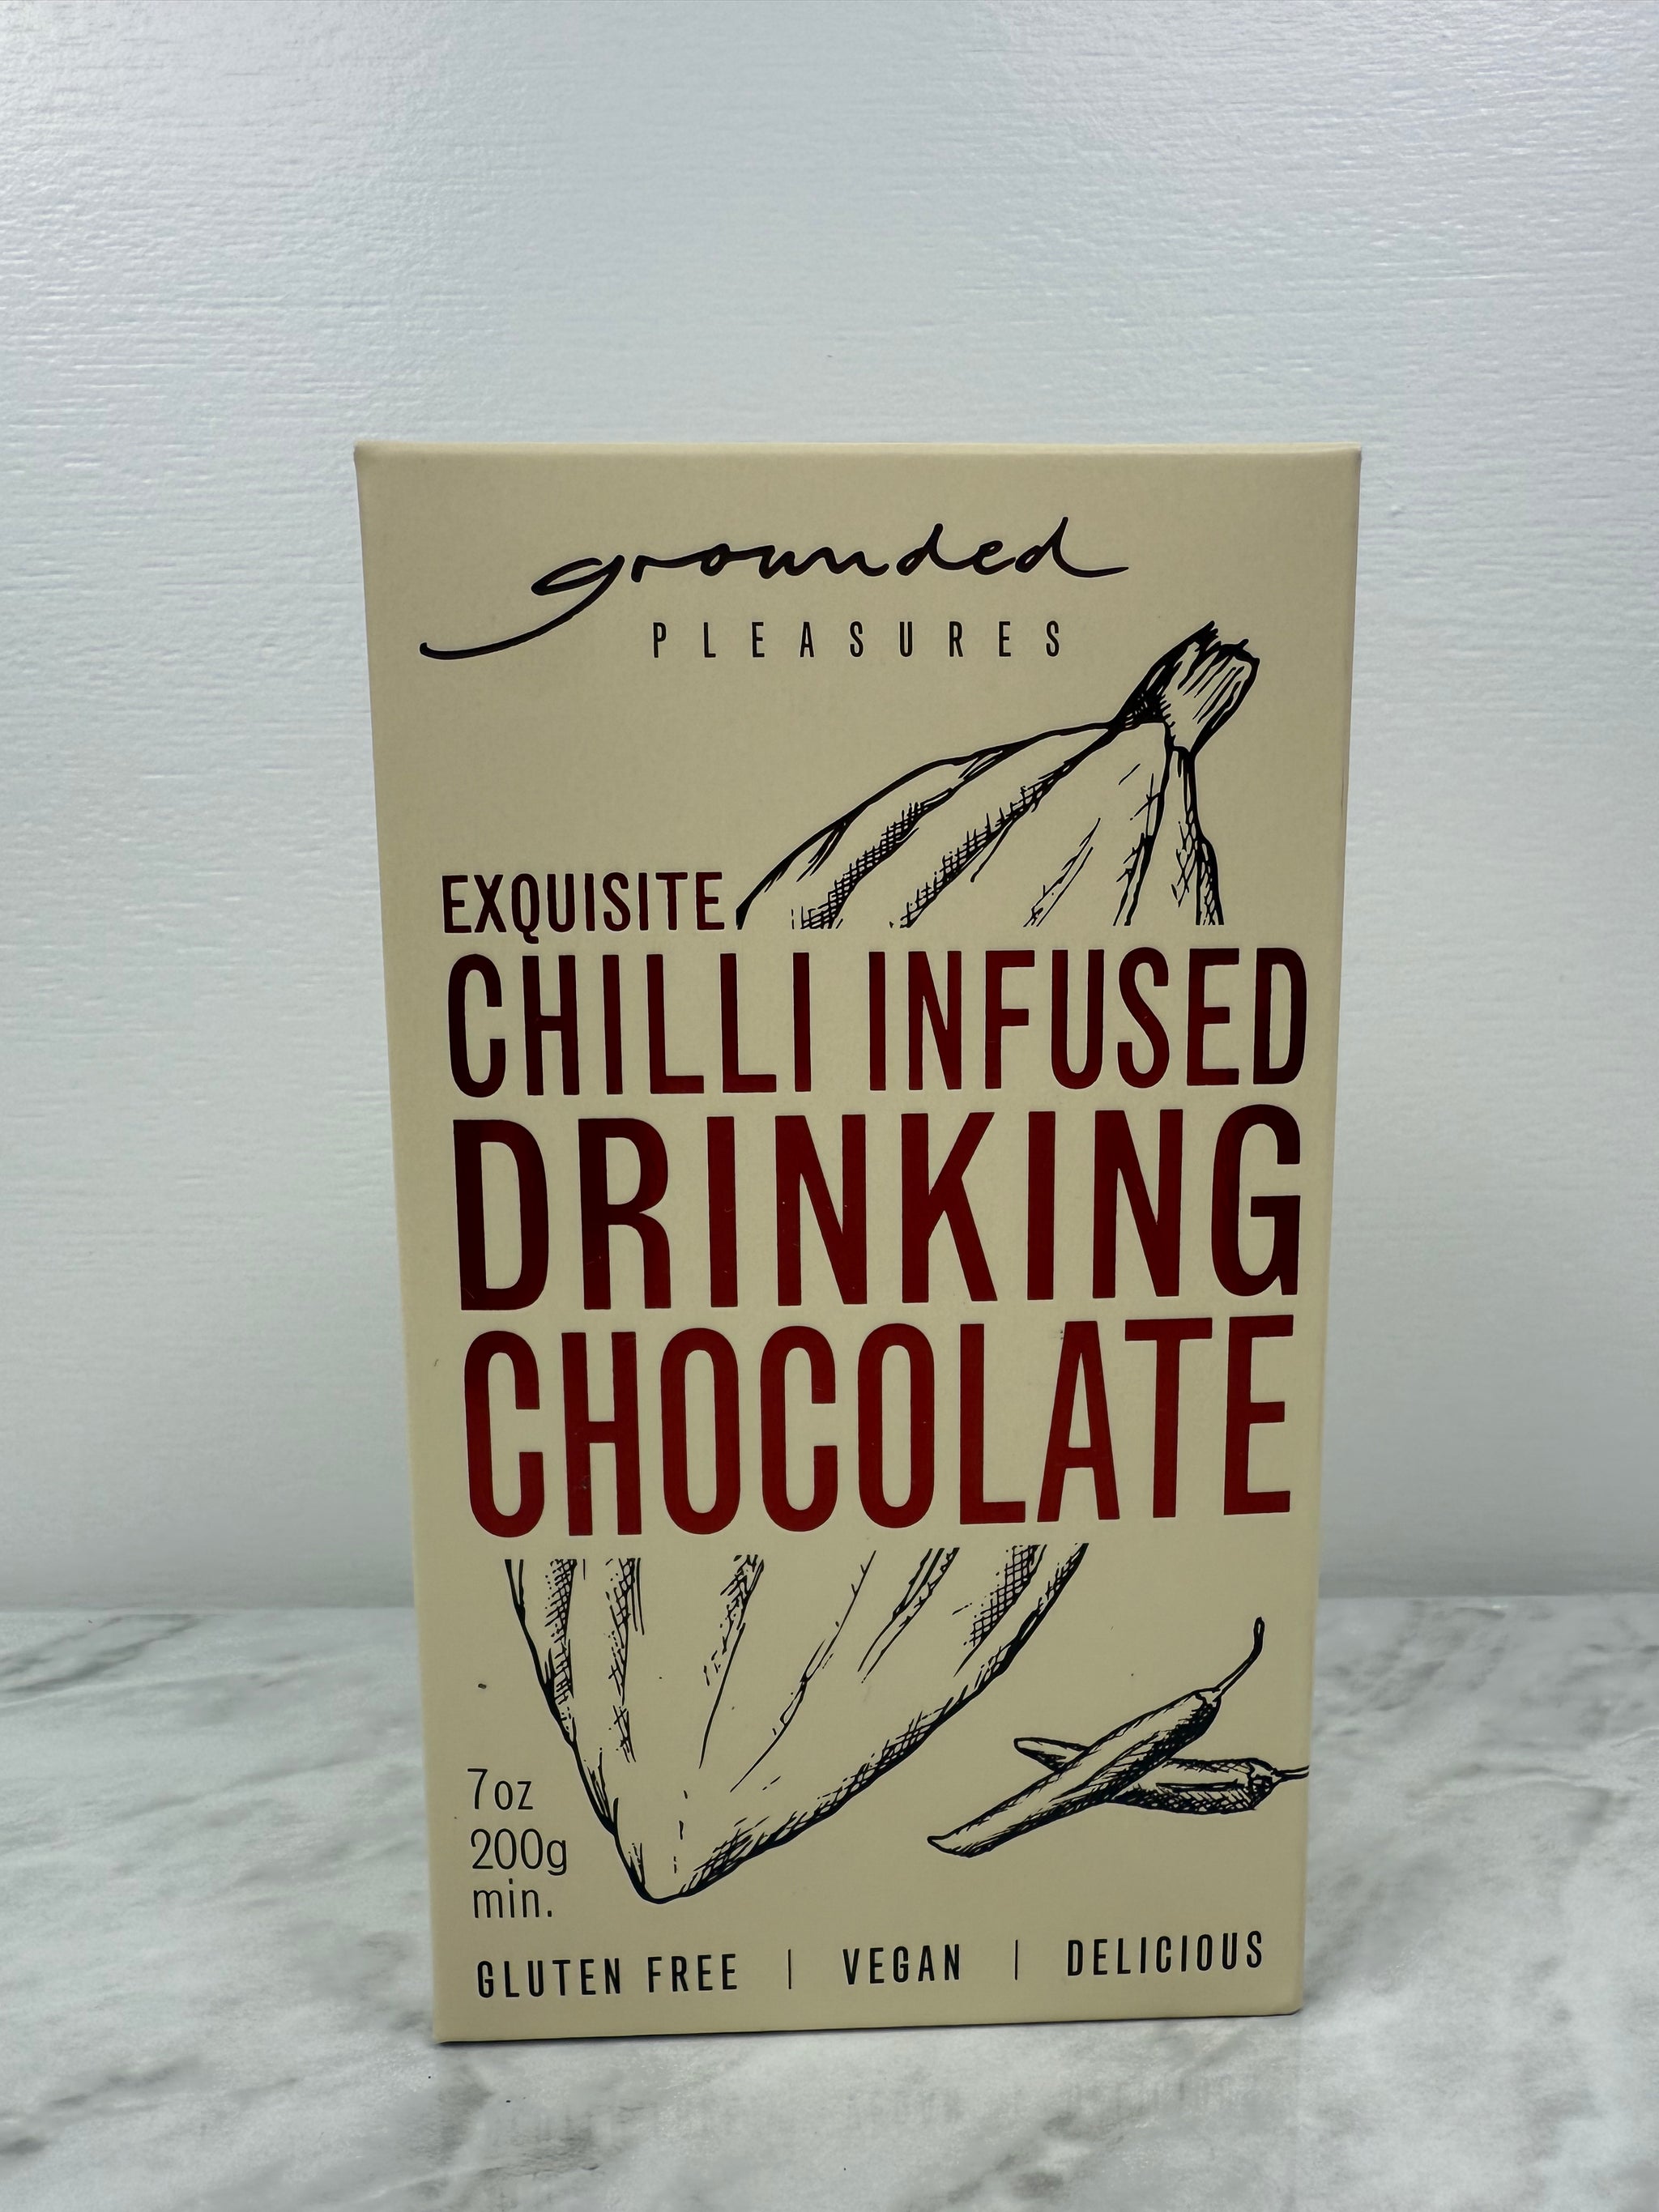 grounded
PLEASURES
EXQUISITE
CHILLI INFUSED
DRINKING
CHOCOLATE
7oz
200g
min.
GLUTEN FREE | VEGAN | DELICIOUS